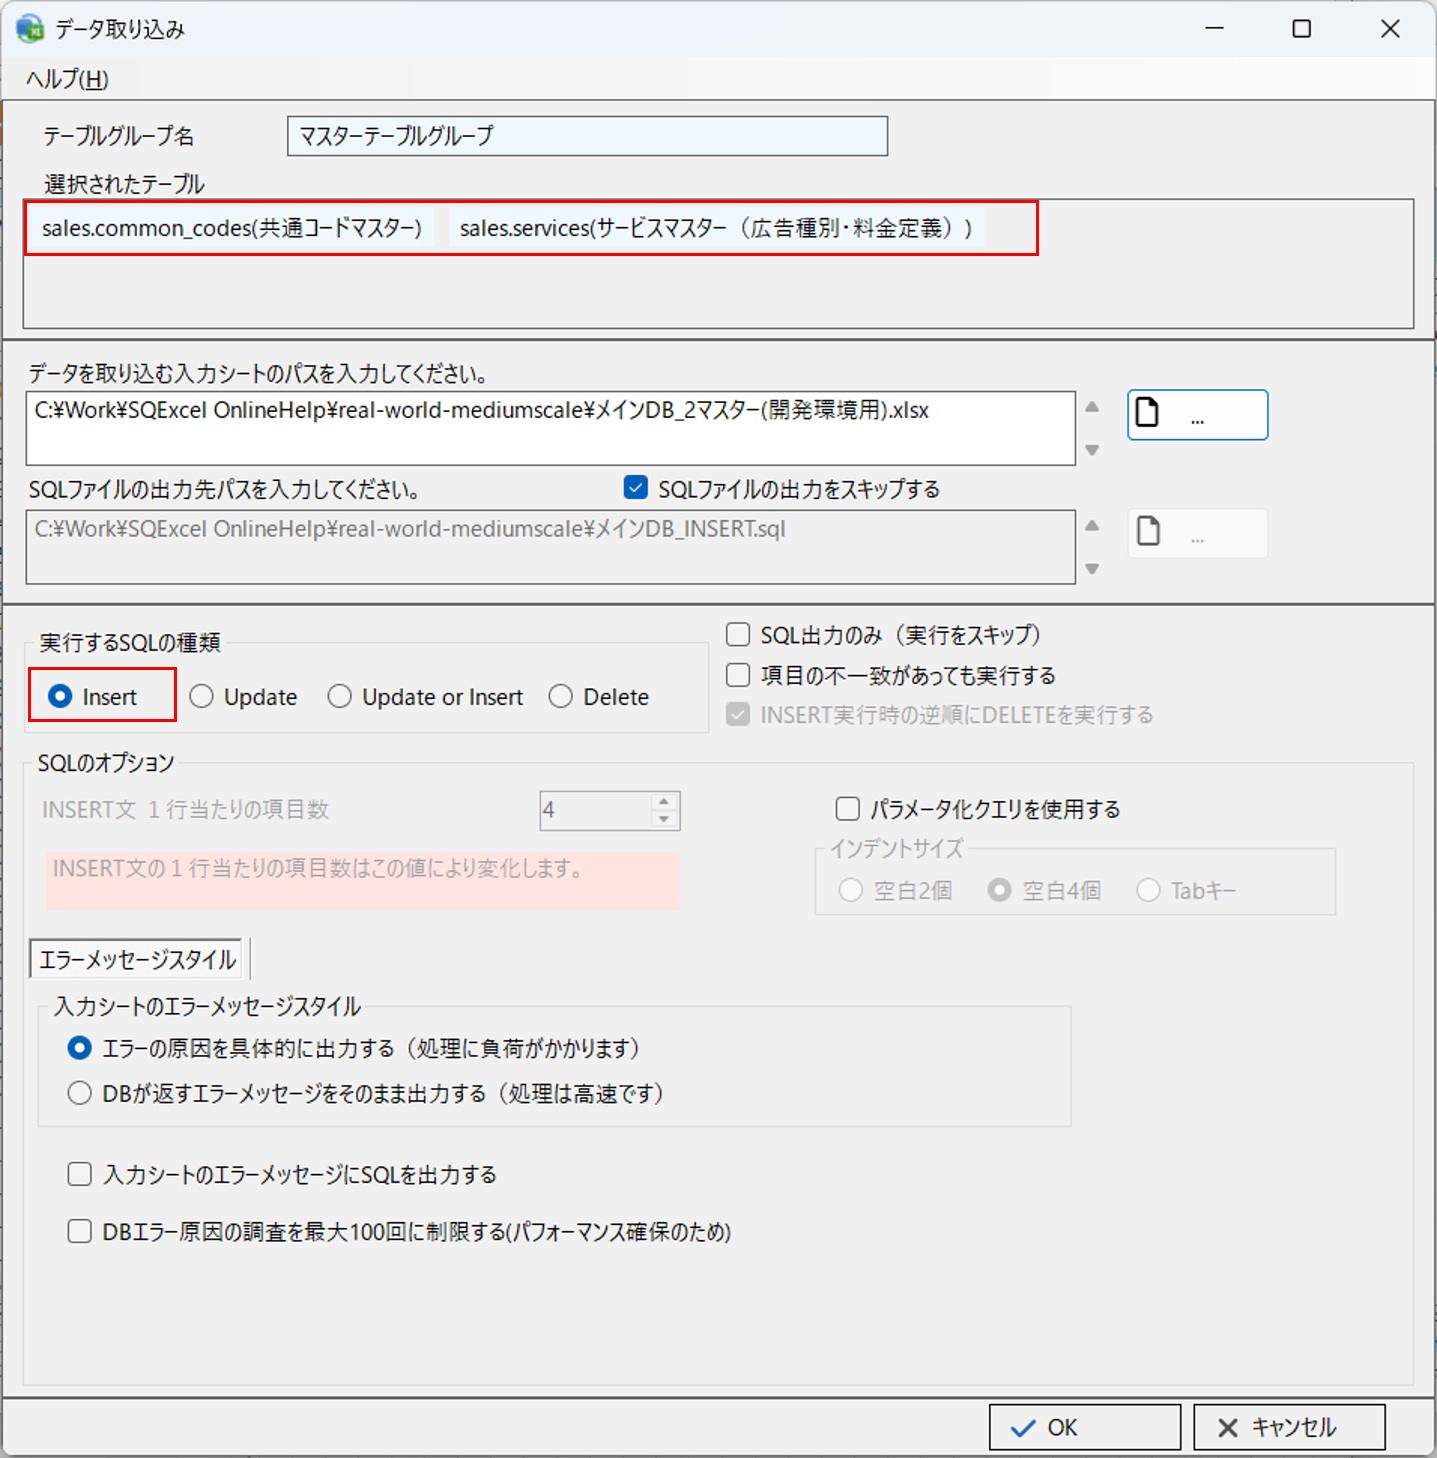 データ取り込み
ヘルプ(H)
テーブルグループ名 マスターテーブルグループ
選択されたテーブル
sales.common_codes(共通コードマスター) sales.services(サービスマスター（広告種別・料金定義）)
データを取り込む入力シートのパスを入力してください。
C:¥Work¥SQExcel OnlineHelp¥real-world-mediumscale¥メインDB_2マスター(開発環境用).xlsx
...
SQLファイルの出力先パスを入力してください。 SQLファイルの出力をスキップする
C:¥Work¥SQExcel OnlineHelp¥real-world-mediumscale¥メインDB_INSERT.sql
...
実行するSQLの種類
Insert Update Update or Insert Delete
SQL出力のみ（実行をスキップ）
項目の不一致があっても実行する
INSERT実行時の逆順にDELETEを実行する
SQLのオプション
INSERT文 １行当たりの項目数 4
INSERT文の１行当たりの項目数はこの値により変化します。
パラメータ化クエリを使用する
インデントサイズ
空白2個 空白4個 Tabキー
エラーメッセージスタイル
入力シートのエラーメッセージスタイル
エラーの原因を具体的に出力する（処理に負荷がかかります）
DBが返すエラーメッセージをそのまま出力する（処理は高速です）
入力シートのエラーメッセージにSQLを出力する
DBエラー原因の調査を最大100回に制限する(パフォーマンス確保のため)
OK キャンセル